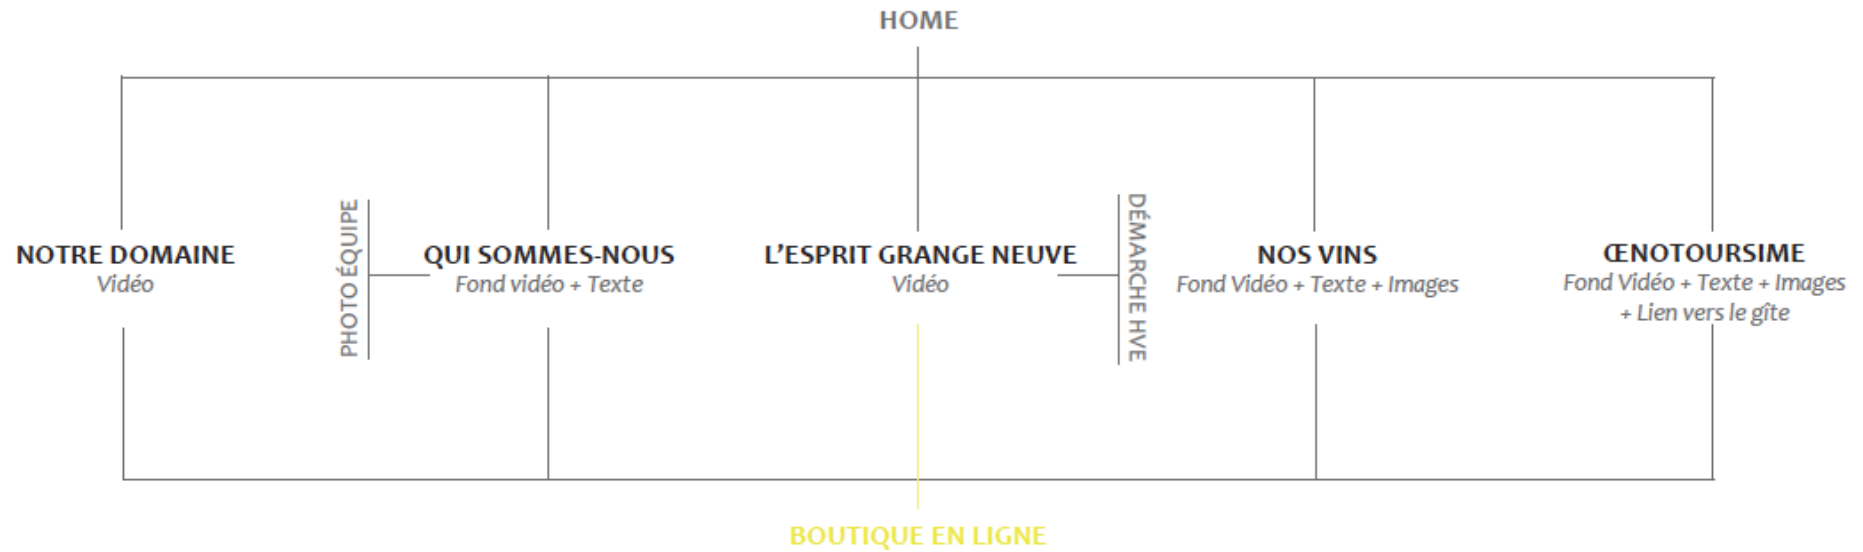 HOME
NOTRE DOMAINE
Vidéo
PHOTO ÉQUIPE
QUI SOMMES-NOUS
Fond vidéo + Texte
L'ESPRIT GRANGE NEUVE
Vidéo
DÉMARCHE HVE
NOS VINS
Fond Vidéo + Texte + Images
ŒNOTOURSIME
Fond Vidéo + Texte + Images
+ Lien vers le gîte
BOUTIQUE EN LIGNE